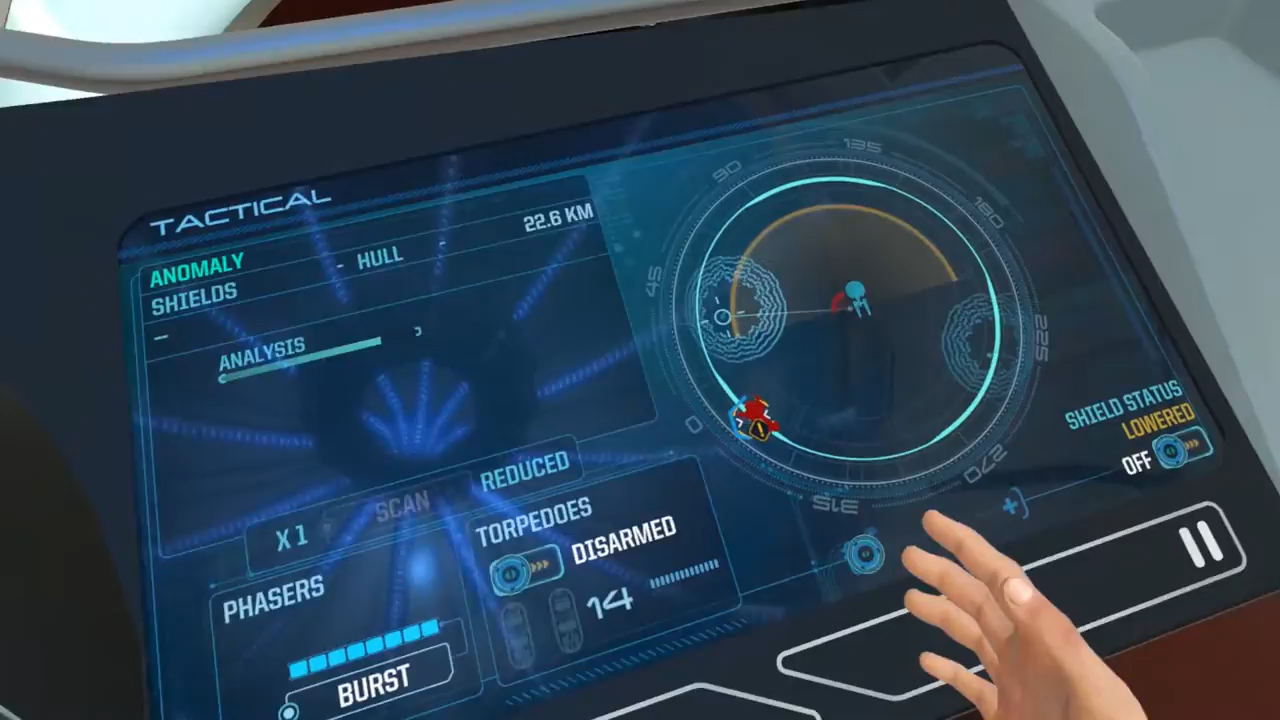 TACTICAL
ANOMALY
22.6 KM
SHIELDS
- HULL -
-
ANALYSIS
X1
SCAN
REDUCED
PHASERS
BURST
TORPEDOES
DISARMED
14
0
45
90
135
180
225
270
315
SHIELD STATUS
LOWERED
OFF